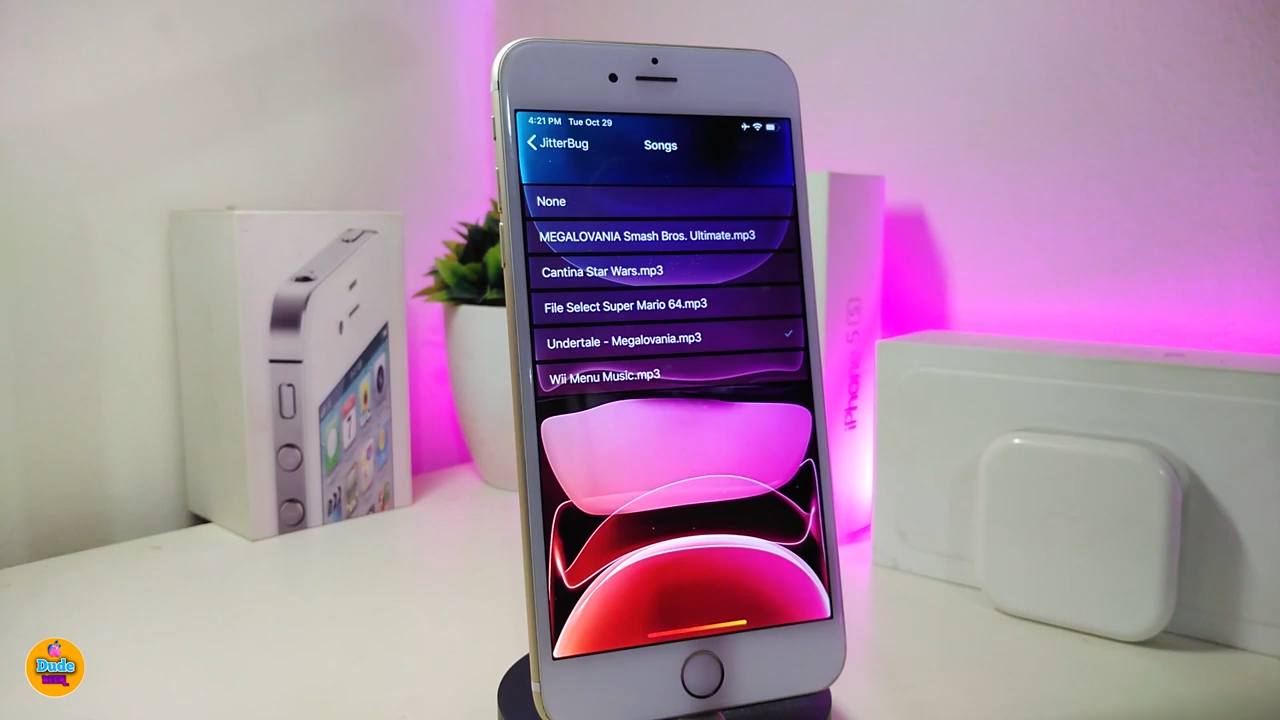 4:21 PM Tue Oct 29
JitterBug
Songs
None
MEGALOVANIA Smash Bros. Ultimate.mp3
Cantina Star Wars.mp3
File Select Super Mario 64.mp3
Undertale - Megalovania.mp3
Wii Menu Music.mp3
iPhone 5 S
Dude